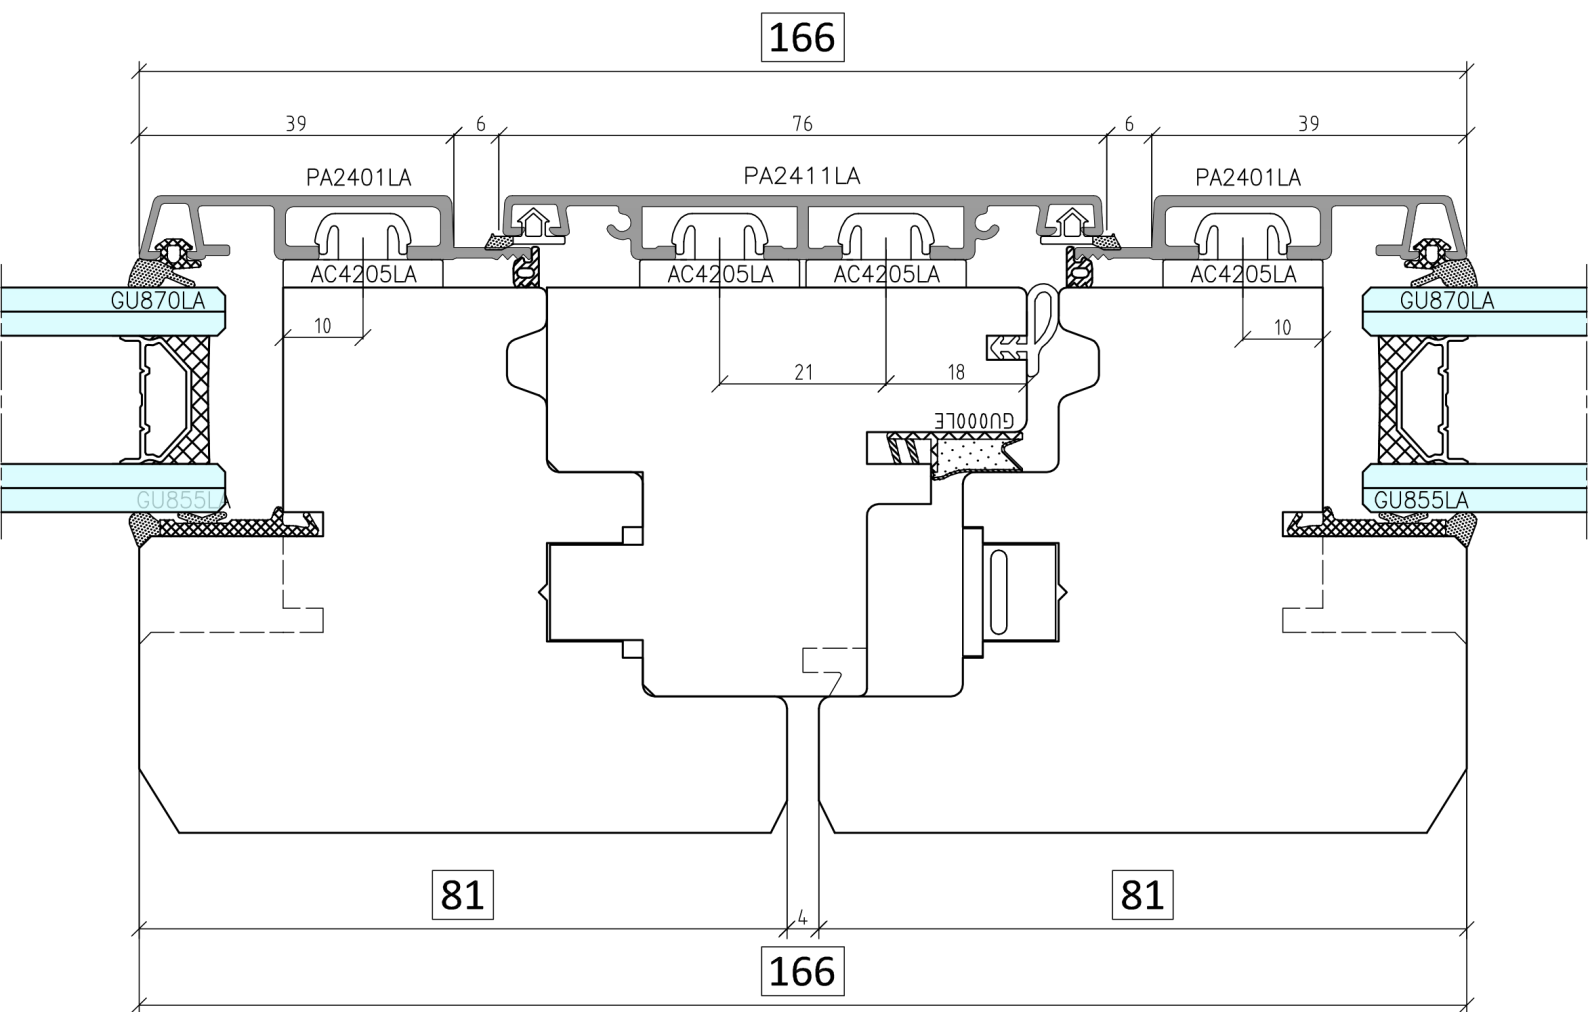 166
39 6 76 6 39
PA2401LA PA2411LA PA2401LA
AC4205LA AC4205LA AC4205LA AC4205LA
GU870LA GU870LA
10 10
21 18
GU000LE
GU855LA GU855LA
81 81
4
166